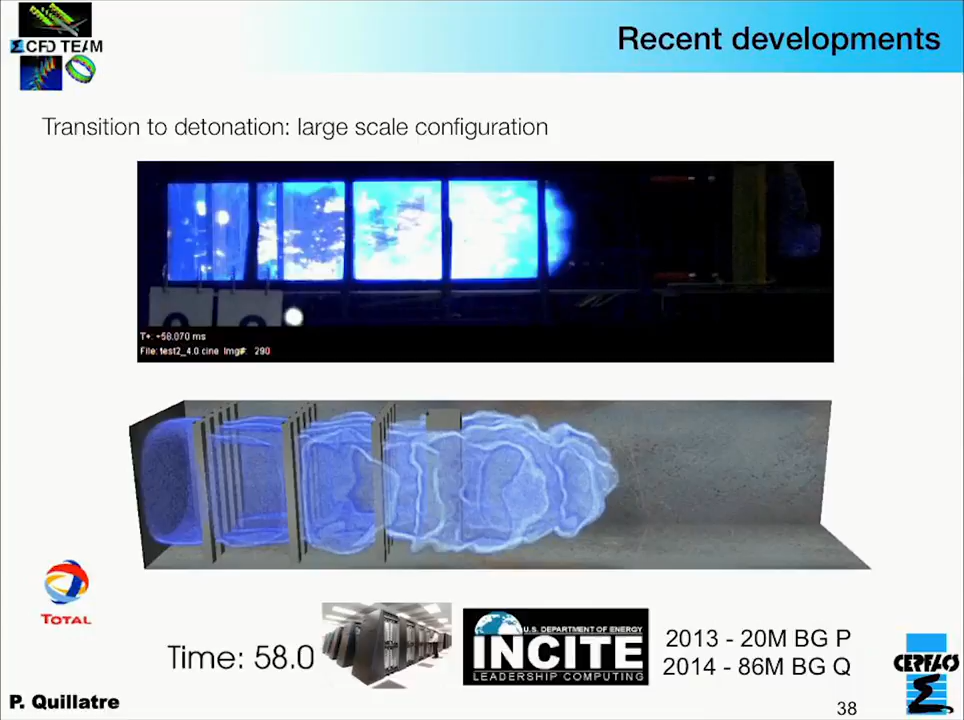 CFD TEAM
Recent developments
Transition to detonation: large scale configuration
T+: +58.070 ms
File: test2_4.0 cine Img#: 290
TOTAL
Time: 58.0
U.S. DEPARTMENT OF ENERGY
INCITE
LEADERSHIP COMPUTING
2013 - 20M BG P
2014 - 86M BG Q
CERFACS
P. Quillatre
38